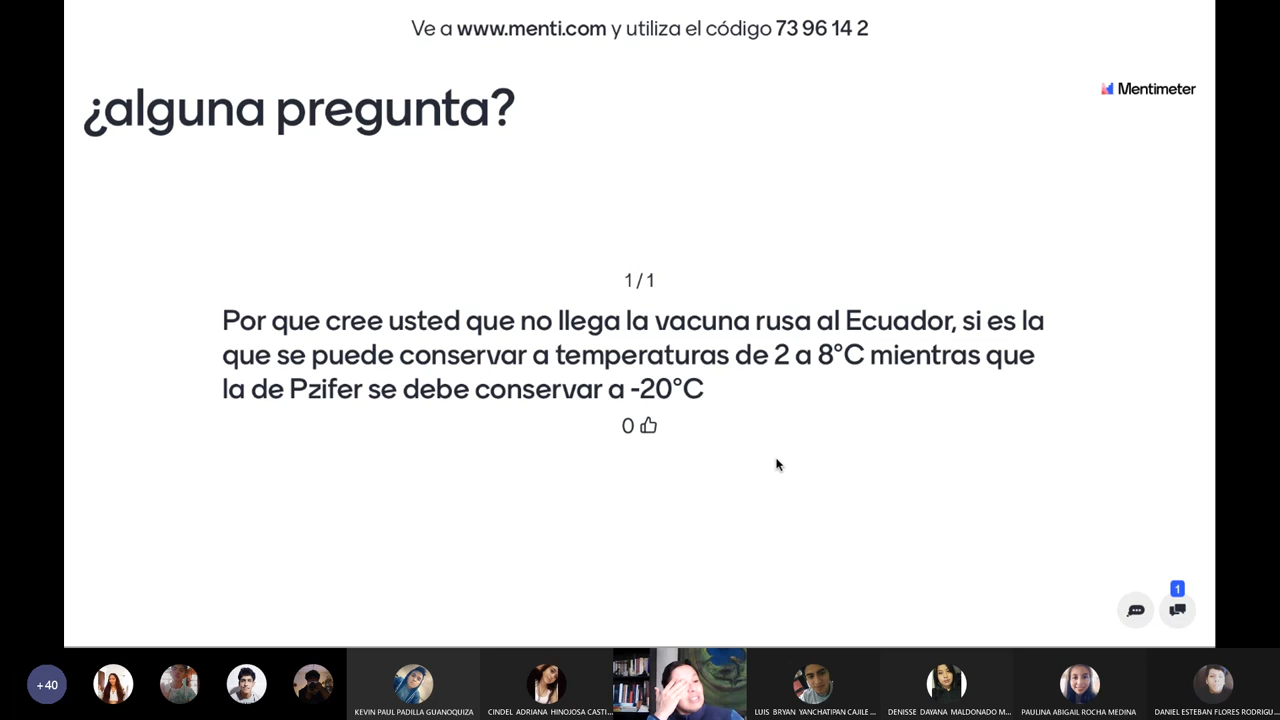 Ve a www.menti.com y utiliza el código 73 96 14 2
¿alguna pregunta?
Mentimeter
1 / 1
Por que cree usted que no llega la vacuna rusa al Ecuador, si es la
que se puede conservar a temperaturas de 2 a 8°C mientras que
la de Pzifer se debe conservar a -20°C
0
1
+40
KEVIN PAUL PADILLA GUANOQUIZA
CINDEL ADRIANA HINOJOSA CASTI...
LUIS BRYAN YANCHATIPAN CAJILE...
DENISSE DAYANA MALDONADO M...
PAULINA ABIGAIL ROCHA MEDINA
DANIEL ESTEBAN FLORES RODRIGU